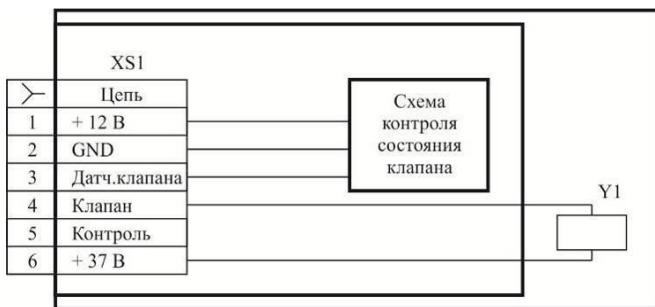 XS1
Цепь
1 + 12 В
2 GND
3 Датч.клапана
4 Клапан
5 Контроль
6 + 37 В
Схема
контроля
состояния
клапана
Y1